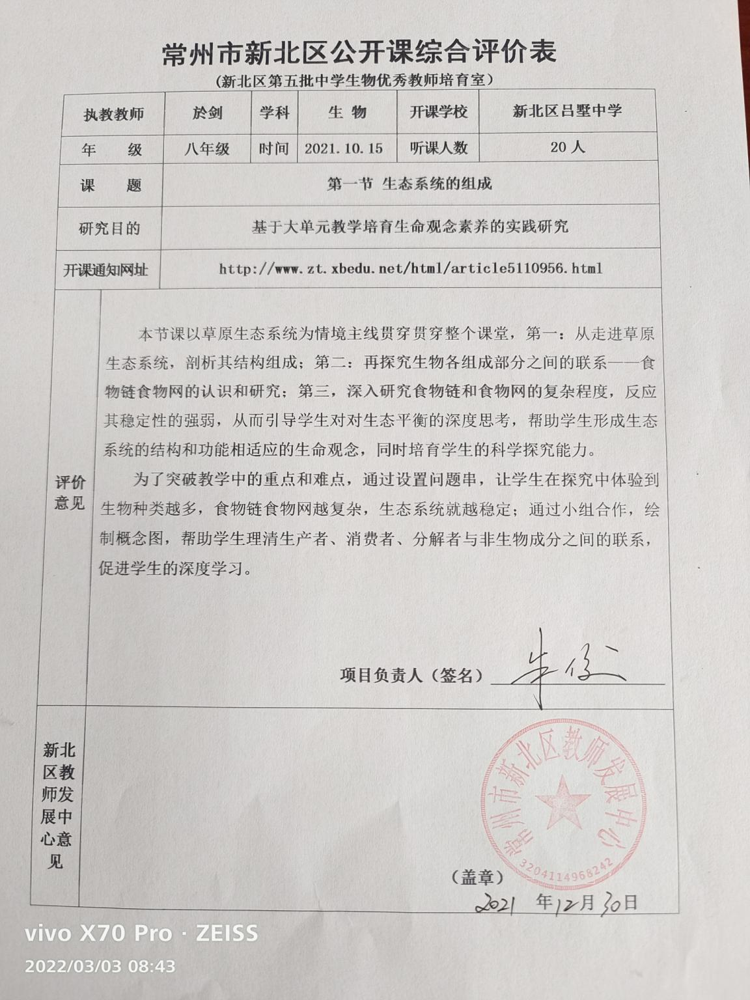 常州市新北区公开课综合评价表
(新北区第五批中学生物优秀教师培育室)
执教教师 於剑 学科 生 物 开课学校 新北区吕墅中学
年 级 八年级 时间 2021.10.15 听课人数 20 人
课 题 第一节 生态系统的组成
研究目的 基于大单元教学培育生命观念素养的实践研究
开课通知网址 http://www.zt.xbedu.net/html/article5110956.html
本节课以草原生态系统为情境主线贯穿贯穿整个课堂，第一：从走进草原
生态系统，剖析其结构组成；第二：再探究生物各组成部分之间的联系——食
物链食物网的认识和研究；第三，深入研究食物链和食物网的复杂程度，反应
其稳定性的强弱，从而引导学生对对生态平衡的深度思考，帮助学生形成生态
系统的结构和功能相适应的生命观念，同时培育学生的科学探究能力。
为了突破教学中的重点和难点，通过设置问题串，让学生在探究中体验到
生物种类越多，食物链食物网越复杂，生态系统就越稳定；通过小组合作，绘
制概念图，帮助学生理清生产者、消费者、分解者与非生物成分之间的联系，
促进学生的深度学习。
评价
意见
项目负责人（签名）朱俊
新北
区教
师发
展中
心意
见
常州市新北区教师发展中心
3204114968242
（盖章）
2021 年12月30日
vivo X70 Pro · ZEISS
2022/03/03 08:43